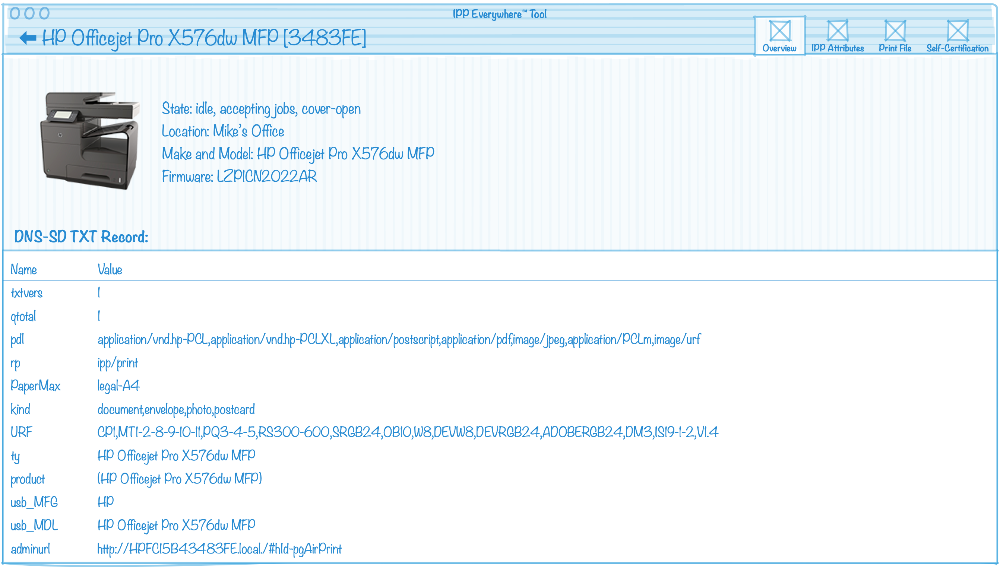 IPP Everywhere™ Tool
HP Officejet Pro X576dw MFP [3483FE]
Overview
IPP Attributes
Print File
Self-Certification
State: idle, accepting jobs, cover-open
Location: Mike's Office
Make and Model: HP Officejet Pro X576dw MFP
Firmware: LZP1CN2022AR
DNS-SD TXT Record:
Name Value
txtvers 1
qtotal 1
pdl application/vnd.hp-PCL,application/vnd.hp-PCLXL,application/postscript,application/pdf,image/jpeg,application/PCLm,image/urf
rp ipp/print
PaperMax legal-A4
kind document,envelope,photo,postcard
URF CP1,MT1-2-8-9-10-11,PQ3-4-5,RS300-600,SRGB24,OB10,W8,DEVW8,DEVRGB24,ADOBERGB24,DM3,IS19-1-2,V1.4
ty HP Officejet Pro X576dw MFP
product (HP Officejet Pro X576dw MFP)
usb_MFG HP
usb_MDL HP Officejet Pro X576dw MFP
adminurl http://HPFC15B43483FE.local./#hId-pgAirPrint